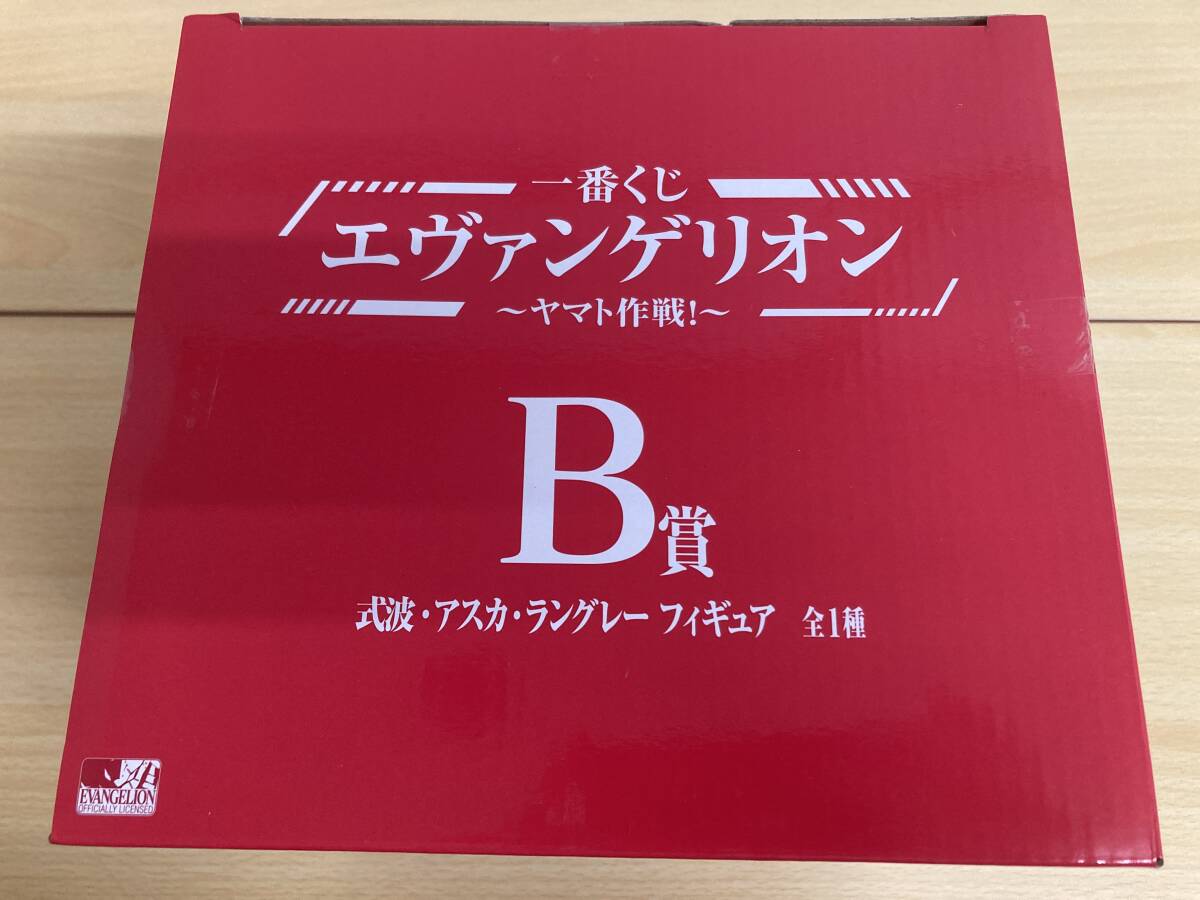 一番くじ
エヴァンゲリオン
～ヤマト作戦!～
B賞
式波・アスカ・ラングレー フィギュア 全1種
EVANGELION
OFFICIALLY LICENSED